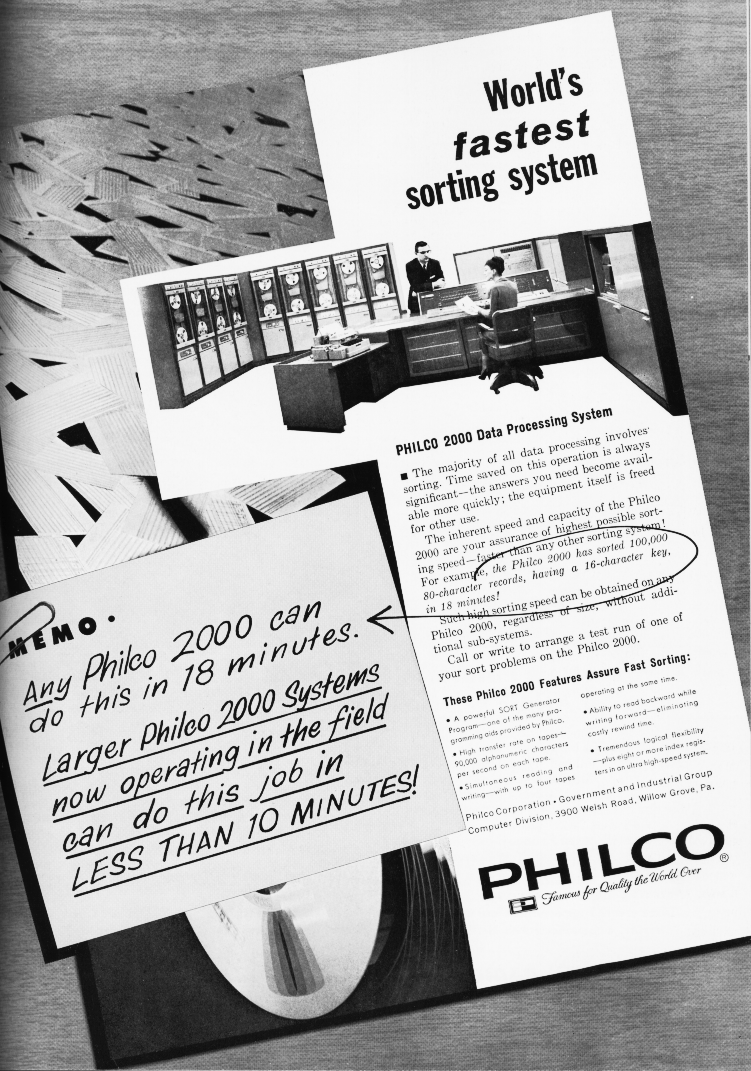 World's
fastest
sorting system
PHILCO 2000 Data Processing System
■ The majority of all data processing involves
sorting. Time saved on this operation is always
significant—the answers you need become avail-
able more quickly; the equipment itself is freed
for other use.
The inherent speed and capacity of the Philco
2000 are your assurance of highest possible sort-
ing speed—faster than any other sorting system!
For example, the Philco 2000 has sorted 100,000
80-character records, having a 16-character key,
in 18 minutes!
Such high sorting speed can be obtained on any
Philco 2000, regardless of size, without addi-
tional sub-systems.
Call or write to arrange a test run of one of
your sort problems on the Philco 2000.
These Philco 2000 Features Assure Fast Sorting:
• A powerful SORT Generator
Program—one of the many pro-
gramming aids provided by Philco.
• High transfer rate on tapes—
90,000 alphanumeric characters
per second on each tape.
• Simultaneous reading and
writing—with up to four tapes
operating at the same time.
• Ability to read backward while
writing forward—eliminating
costly rewind time.
• Tremendous logical flexibility
—plus eight or more index regis-
ters in an ultra high-speed system.
Philco Corporation • Government and Industrial Group
Computer Division, 3900 Welsh Road, Willow Grove, Pa.
PHILCO®
Famous for Quality the World Over
MEMO.
Any Philco 2000 can
do this in 18 minutes.
Larger Philco 2000 Systems
now operating in the field
can do this job in
LESS THAN 10 MINUTES!